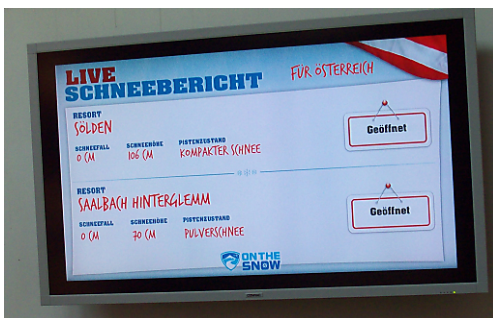 LIVE
SCHNEEBERICHT FÜR ÖSTERREICH
RESORT
SÖLDEN
SCHNEEFALL SCHNEEHÖHE PISTENZUSTAND
0 CM 106 CM KOMPAKTER SCHNEE
Geöffnet
RESORT
SAALBACH HINTERGLEMM
SCHNEEFALL SCHNEEHÖHE PISTENZUSTAND
0 CM 70 CM PULVERSCHNEE
Geöffnet
ON THE
SNOW